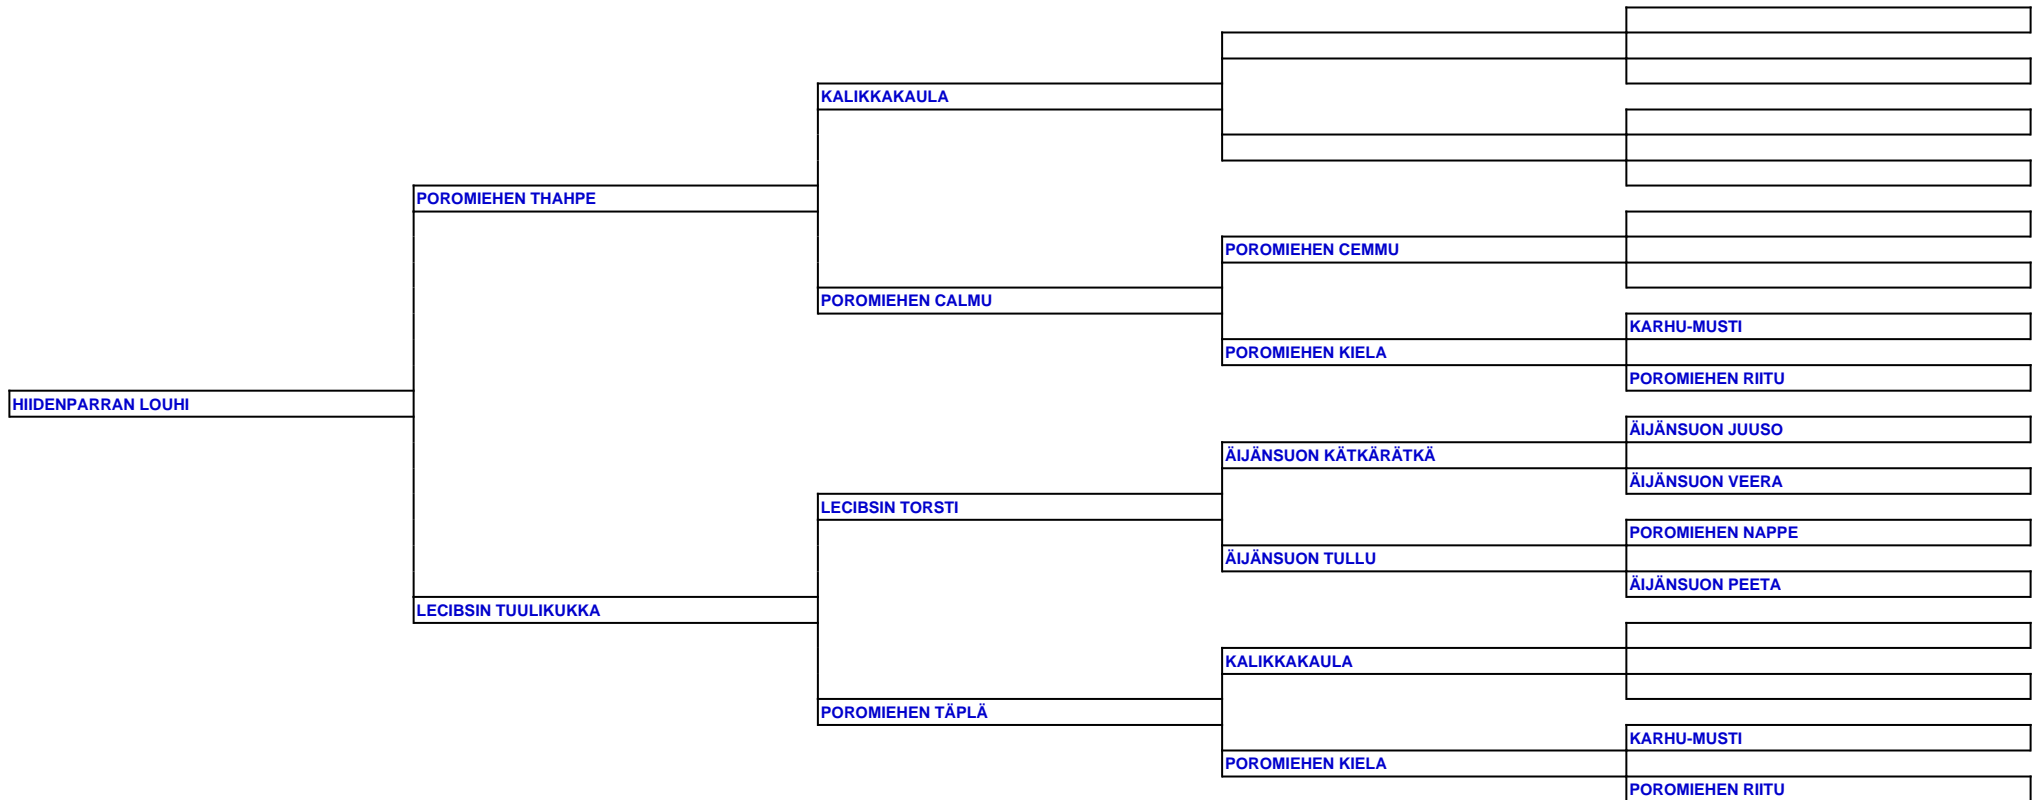 KALIKKAKAULA
POROMIEHEN THAHPE
POROMIEHEN CEMMU
POROMIEHEN CALMU
KARHU-MUSTI
POROMIEHEN KIELA
POROMIEHEN RIITU
HIIDENPARRAN LOUHI
ÄIJÄNSUON JUUSO
ÄIJÄNSUON KÄTKÄRÄTKÄ
ÄIJÄNSUON VEERA
LECIBSIN TORSTI
POROMIEHEN NAPPE
ÄIJÄNSUON TULLU
ÄIJÄNSUON PEETA
LECIBSIN TUULIKUKKA
KALIKKAKAULA
POROMIEHEN TÄPLÄ
KARHU-MUSTI
POROMIEHEN KIELA
POROMIEHEN RIITU